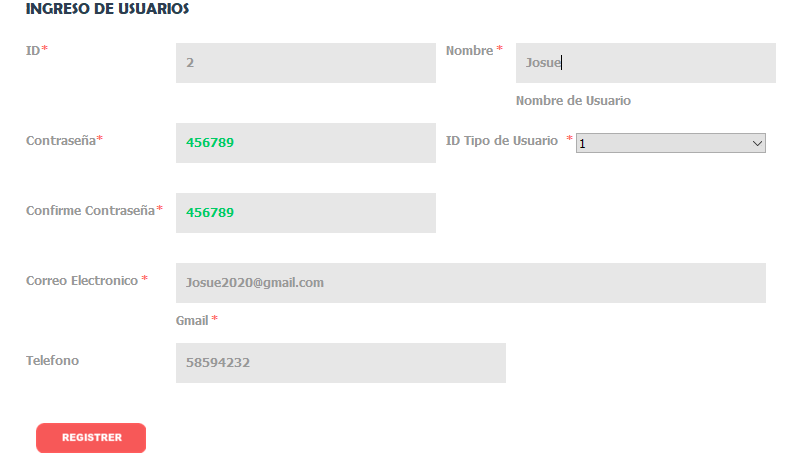 INGRESO DE USUARIOS
ID* 2 Nombre * Josue
Nombre de Usuario
Contraseña* 456789 ID Tipo de Usuario * 1
Confirme Contraseña* 456789
Correo Electronico * Josue2020@gmail.com
Gmail *
Telefono 58594232
REGISTRER